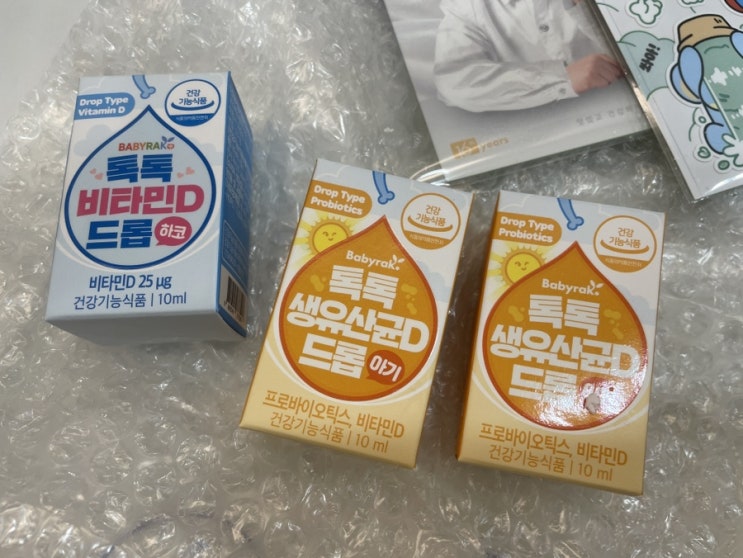 Drop Type
Vitamin D
건강
기능식품
BABYRAK
톡톡
비타민D
드롭
하코
비타민D 25 µg
건강기능식품 | 10ml
Drop Type
Probiotics
건강
기능식품
Babyrak
톡톡
생유산균D
드롭
아기
프로바이오틱스, 비타민D
건강기능식품 | 10 ml
Drop Type
Probiotics
건강
기능식품
Babyrak
톡톡
생유산균D
드롭
프로바이오틱스, 비타민D
건강기능식품 | 10 ml
years